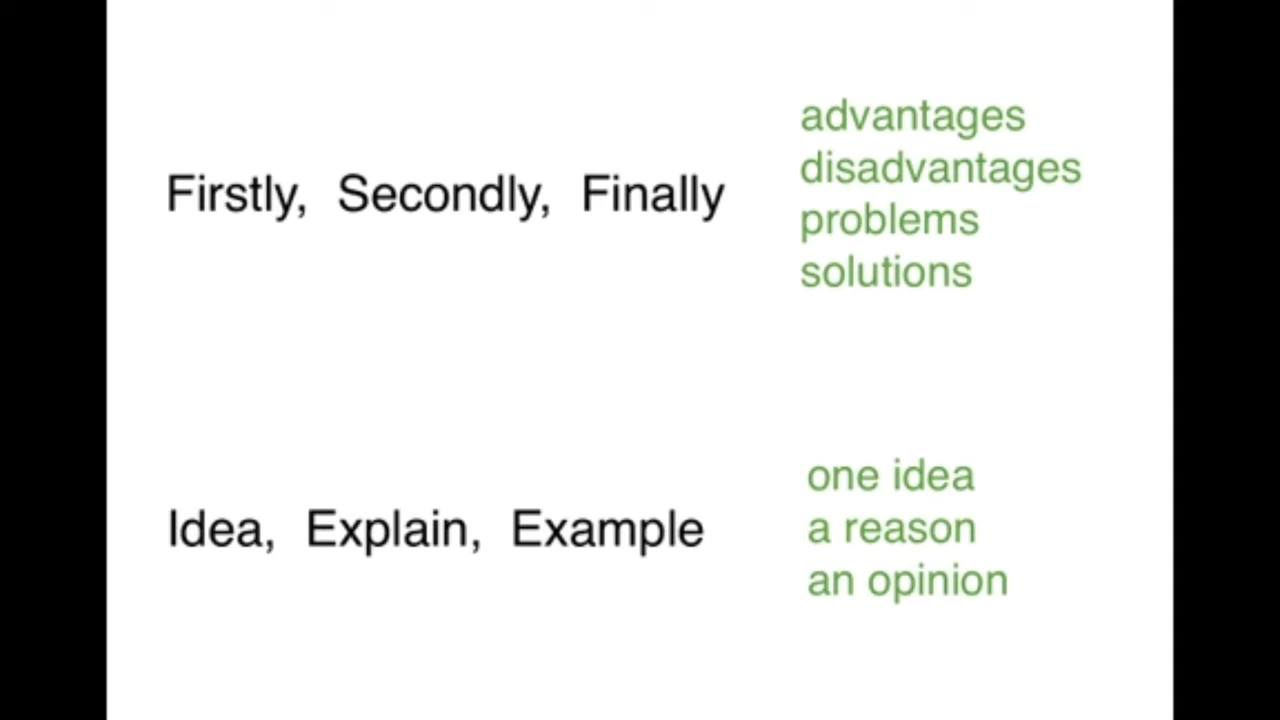 advantages
disadvantages
Firstly, Secondly, Finally
problems
solutions
one idea
Idea, Explain, Example
a reason
an opinion